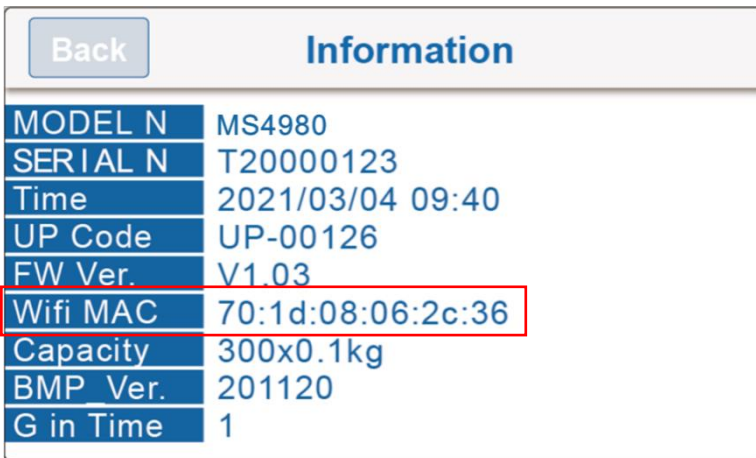 Back
Information
MODEL N MS4980
SERIAL N T20000123
Time 2021/03/04 09:40
UP Code UP-00126
FW Ver. V1.03
Wifi MAC 70:1d:08:06:2c:36
Capacity 300x0.1kg
BMP_Ver. 201120
G in Time 1